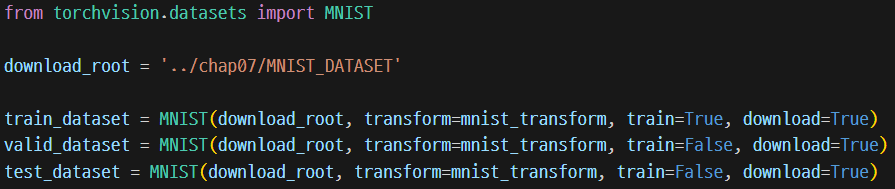 from torchvision.datasets import MNIST
download_root = '../chap07/MNIST_DATASET'
train_dataset = MNIST(download_root, transform=mnist_transform, train=True, download=True)
valid_dataset = MNIST(download_root, transform=mnist_transform, train=False, download=True)
test_dataset = MNIST(download_root, transform=mnist_transform, train=False, download=True)